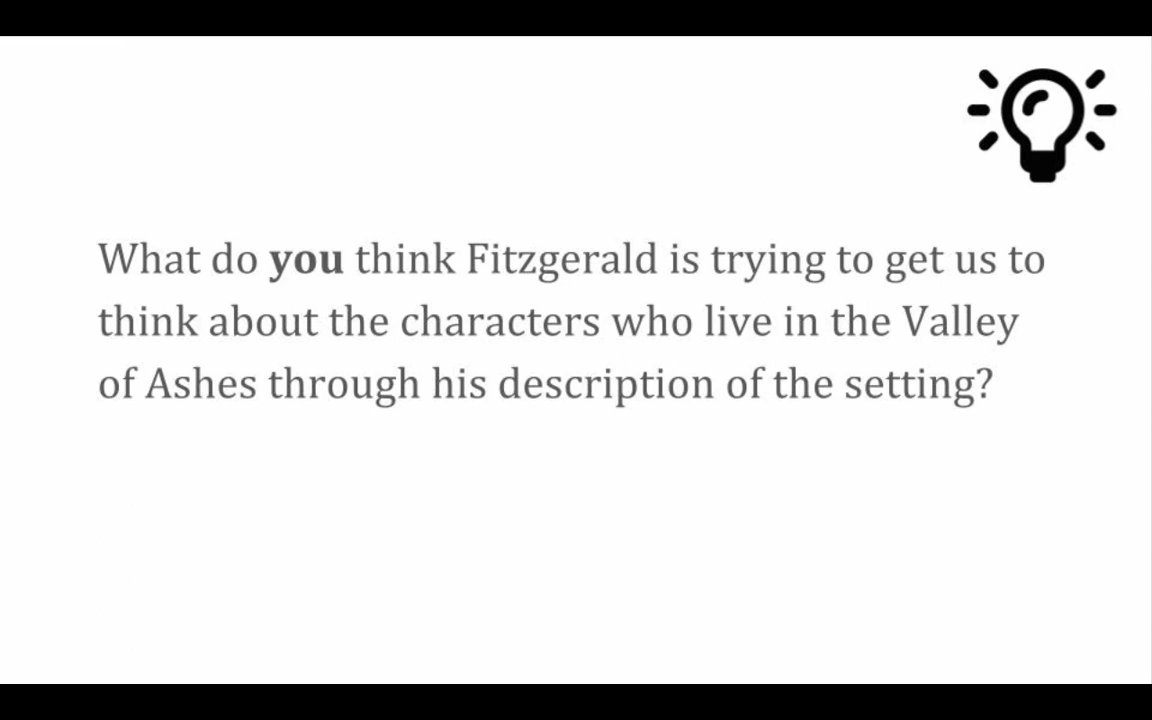 What do you think Fitzgerald is trying to get us to
think about the characters who live in the Valley
of Ashes through his description of the setting?